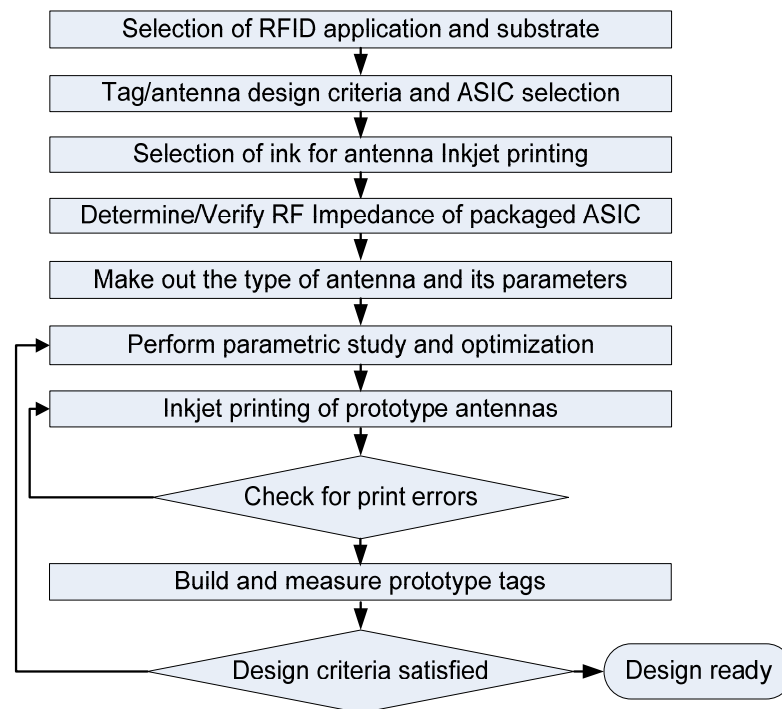 Selection of RFID application and substrate
Tag/antenna design criteria and ASIC selection
Selection of ink for antenna Inkjet printing
Determine/Verify RF Impedance of packaged ASIC
Make out the type of antenna and its parameters
Perform parametric study and optimization
Inkjet printing of prototype antennas
Check for print errors
Build and measure prototype tags
Design criteria satisfied
Design ready